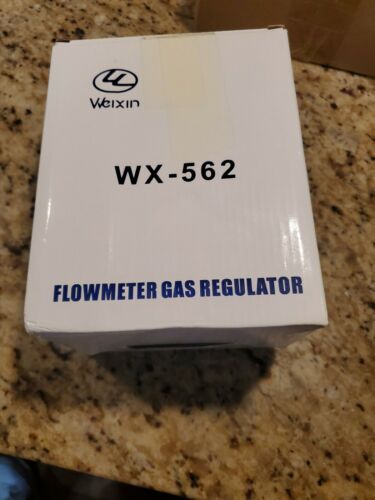 Weixin
WX-562
FLOWMETER GAS REGULATOR